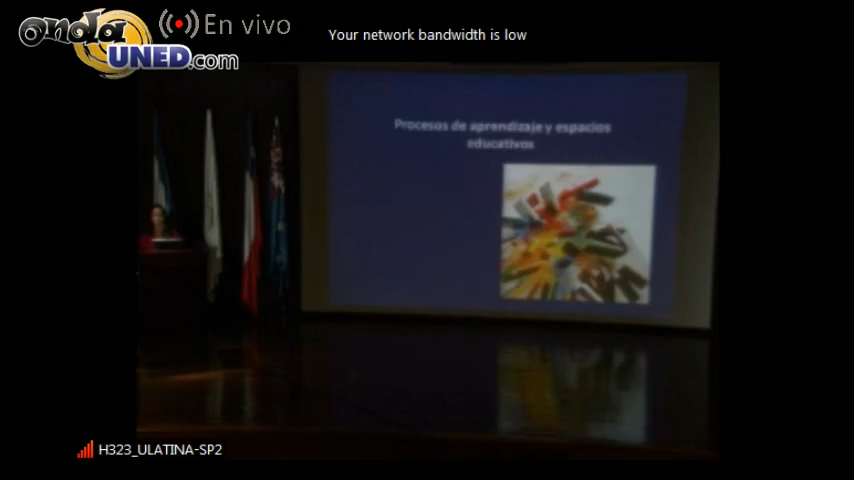 onda
UNED.com
En vivo
Your network bandwidth is low
Procesos de aprendizaje y espacios
educativos
H323_ULATINA-SP2